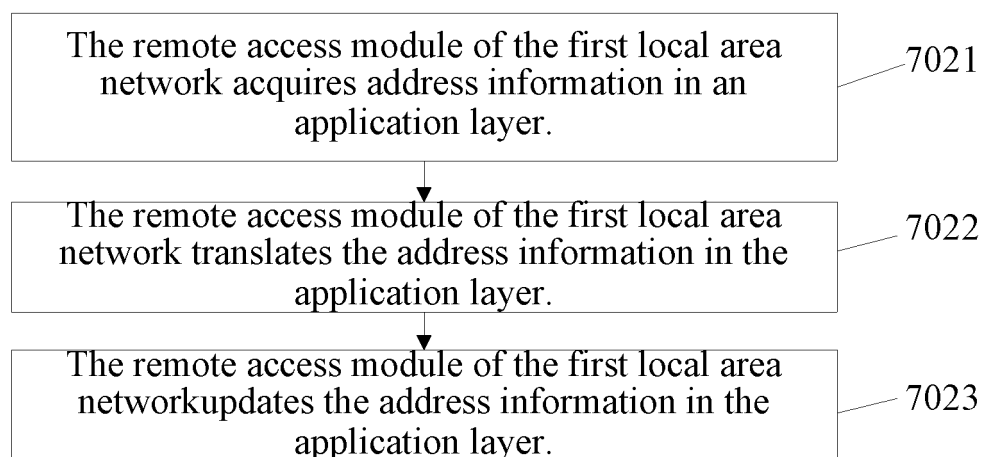 The remote access module of the first local area
network acquires address information in an
application layer.
7021
The remote access module of the first local area
network translates the address information in the
application layer.
7022
The remote access module of the first local area
networkupdates the address information in the
application layer.
7023